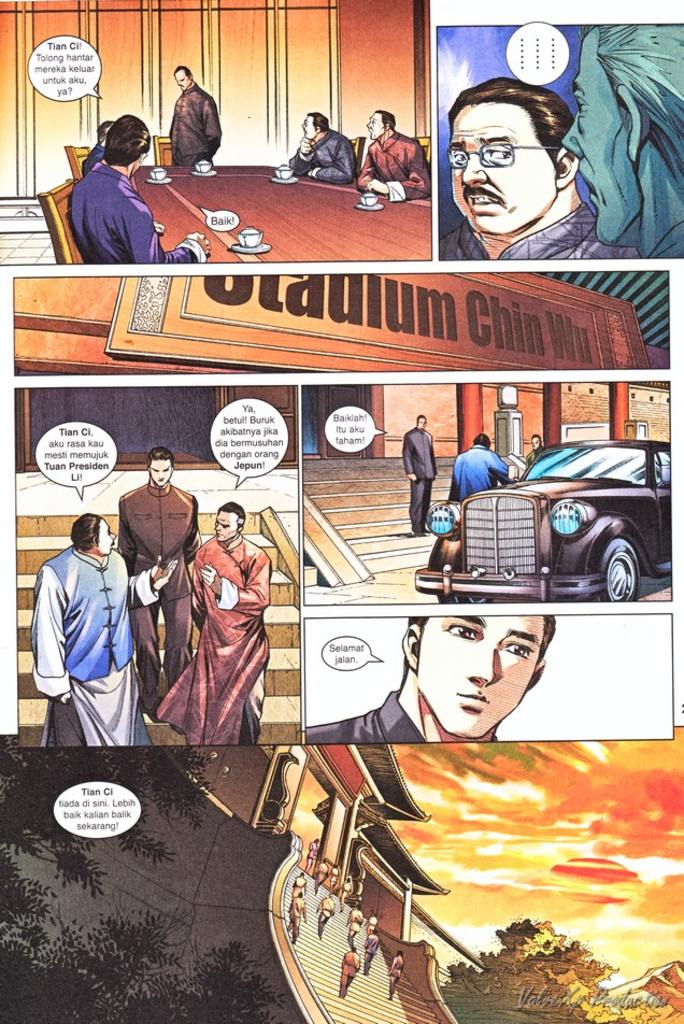 Tian Ci!
Tolong hantar
mereka keluar
untuk aku,
ya?
Baik!
Stadium Chin Wu
Tian Ci,
aku rasa kau
mesti memujuk
Tuan Presiden
Li!
Ya,
betul! Buruk
akibatnya jika
dia bermusuhan
dengan orang
Jepun!
Baiklah!
Itu aku
faham!
Selamat
jalan.
Tian Ci
tiada di sini. Lebih
baik kalian balik
sekarang!